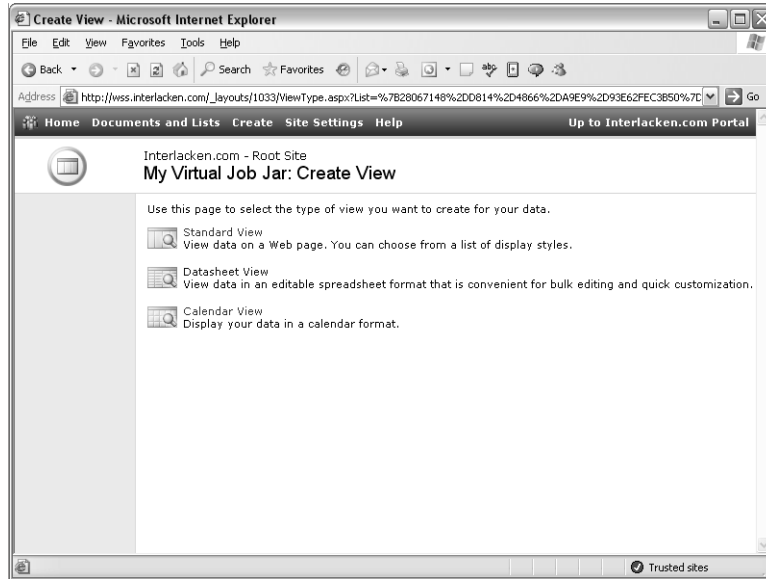 Create View - Microsoft Internet Explorer
File Edit View Favorites Tools Help
Back Search Favorites
Address http://wss.interlacken.com/_layouts/1033/ViewType.aspx?List=%7B28067148%2DD814%2D4866%2DA9E9%2D93E62FEC3B50%7D Go
Home Documents and Lists Create Site Settings Help Up to Interlacken.com Portal
Interlacken.com - Root Site
My Virtual Job Jar: Create View
Use this page to select the type of view you want to create for your data.
Standard View
View data on a Web page. You can choose from a list of display styles.
Datasheet View
View data in an editable spreadsheet format that is convenient for bulk editing and quick customization.
Calendar View
Display your data in a calendar format.
Trusted sites